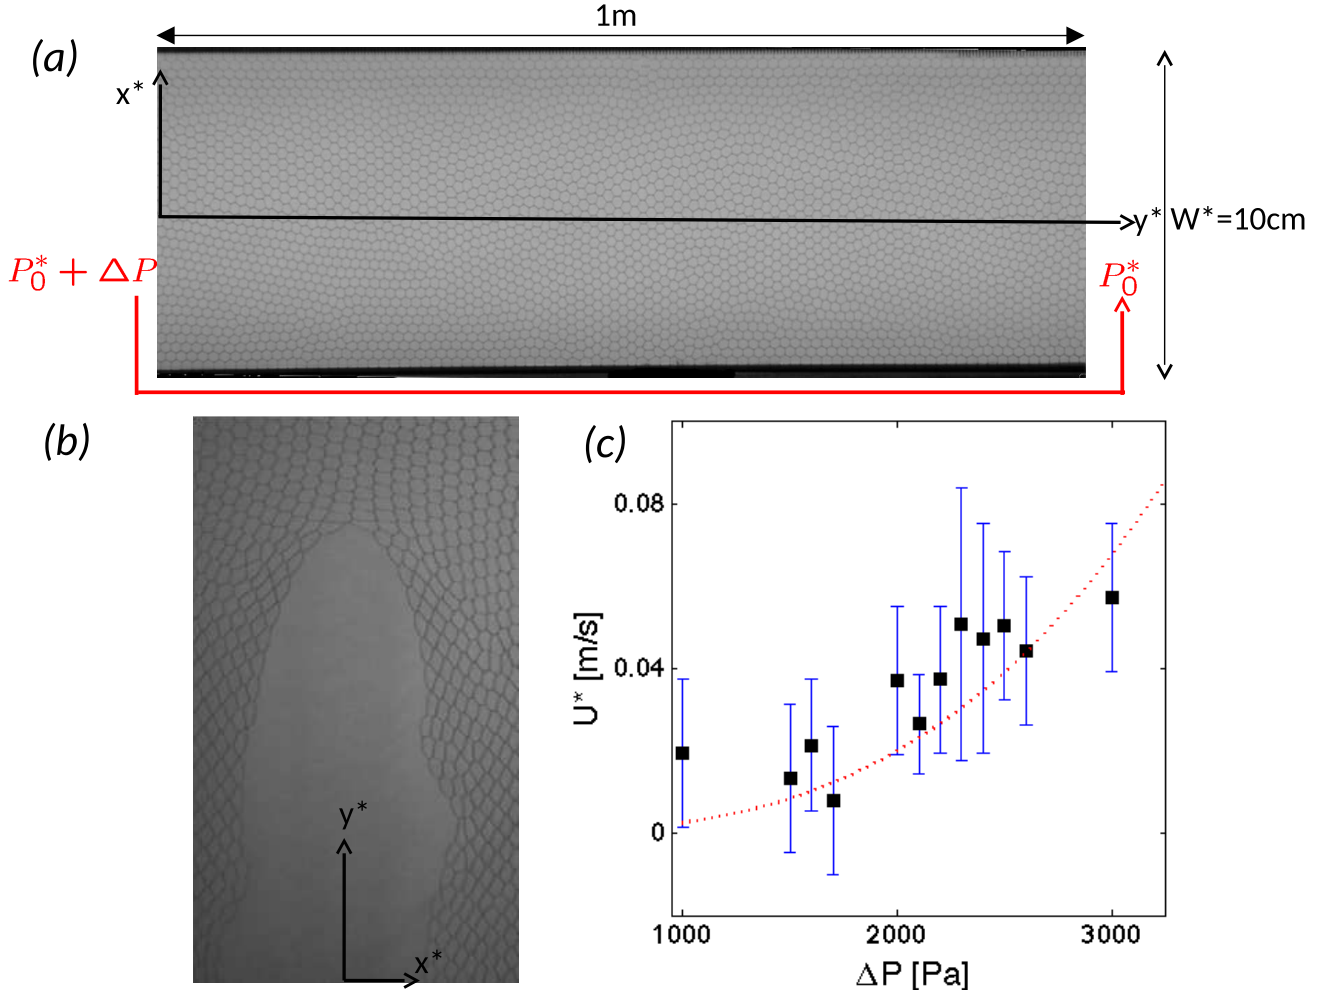 (a)
1m
x*
y* W*=10cm
P₀* + ΔP
P₀*
(b)
y*
x*
(c)
0.08
0.04
0
U* [m/s]
1000 2000 3000
ΔP [Pa]